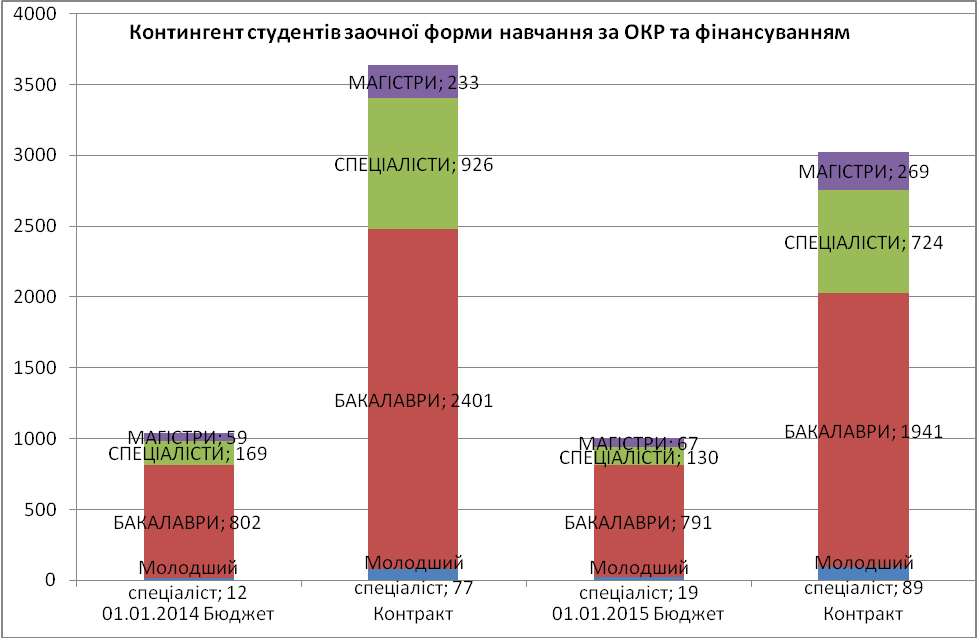 Контингент студентів заочної форми навчання за ОКР та фінансуванням
4000
3500
3000
2500
2000
1500
1000
500
0
МАГІСТРИ; 59
СПЕЦІАЛІСТИ; 169
БАКАЛАВРИ; 802
Молодший
спеціаліст; 12
МАГІСТРИ; 233
СПЕЦІАЛІСТИ; 926
БАКАЛАВРИ; 2401
Молодший
спеціаліст; 77
МАГІСТРИ; 67
СПЕЦІАЛІСТИ; 130
БАКАЛАВРИ; 791
Молодший
спеціаліст; 19
МАГІСТРИ; 269
СПЕЦІАЛІСТИ; 724
БАКАЛАВРИ; 1941
Молодший
спеціаліст; 89
01.01.2014 Бюджет
Контракт
01.01.2015 Бюджет
Контракт